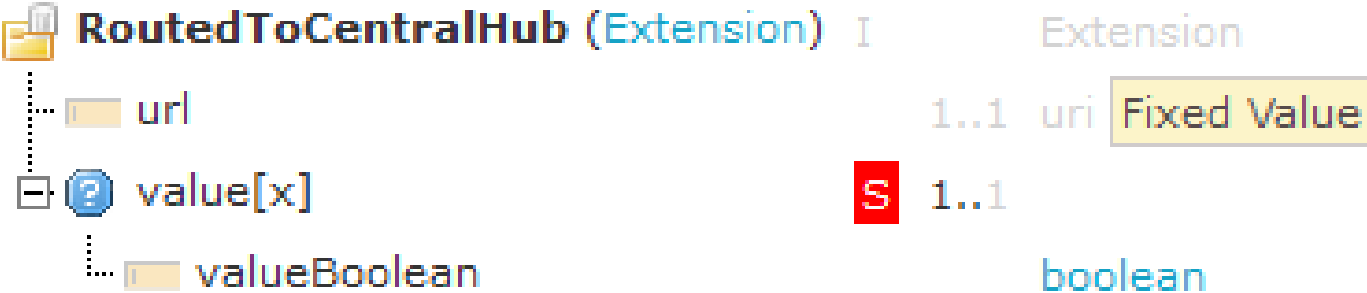 RoutedToCentralHub (Extension) I Extension
url 1..1 uri Fixed Value
value[x] S 1..1
valueBoolean boolean